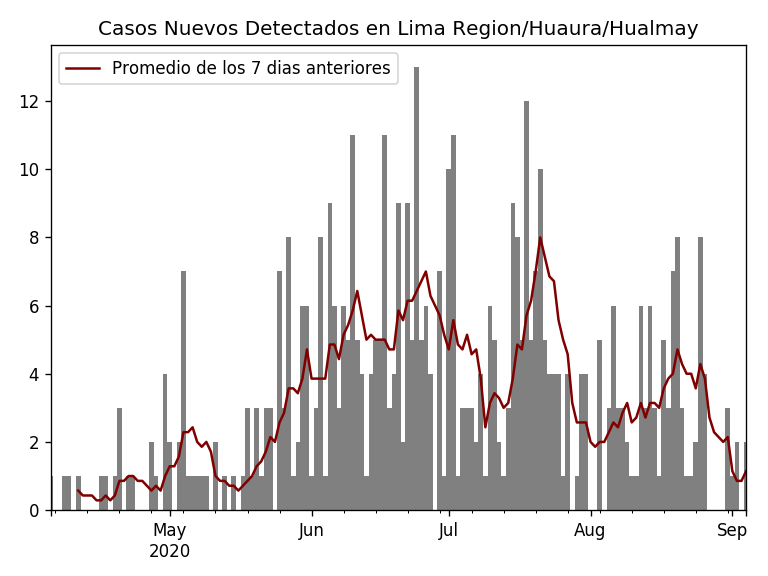 Casos Nuevos Detectados en Lima Region/Huaura/Hualmay
Promedio de los 7 dias anteriores
12
10
8
6
4
2
0
May Jun Jul Aug Sep
2020